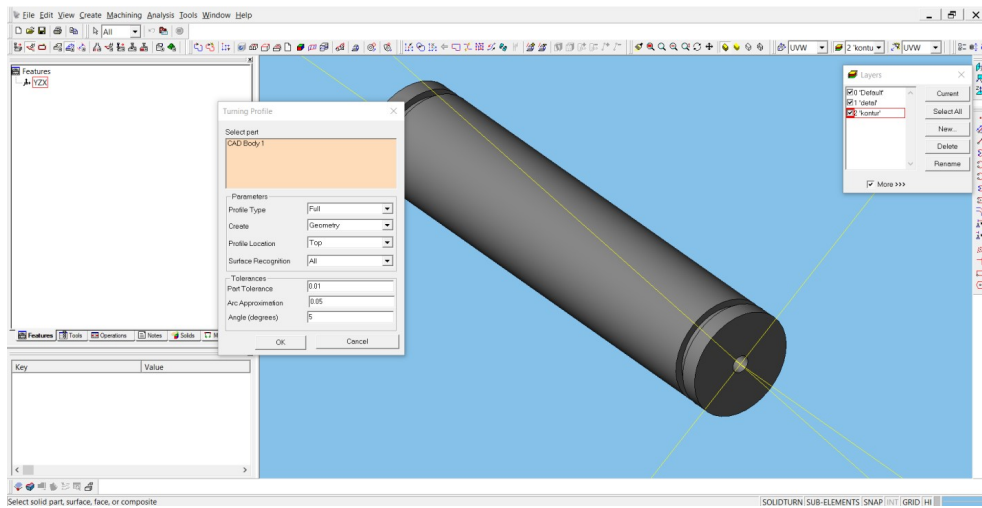 File Edit View Create Machining Analysis Tools Window Help
All
UVW
2 'kontu
UVW
Features
YZX
Turning Profile
Select part
CAD Body 1
Parameters
Profile Type Full
Create Geometry
Profile Location Top
Surface Recognition All
Tolerances
Part Tolerance 0.01
Arc Approximation 0.05
Angle (degrees) 5
OK Cancel
Layers
0 'Default'
1 'detal'
2 'kontur'
Current
Select All
New...
Delete
Rename
More >>>
Features Tools Operations Notes Solids
Key Value
Select solid part, surface, face, or composite
SOLIDTURN SUB-ELEMENTS SNAP INT GRID HI